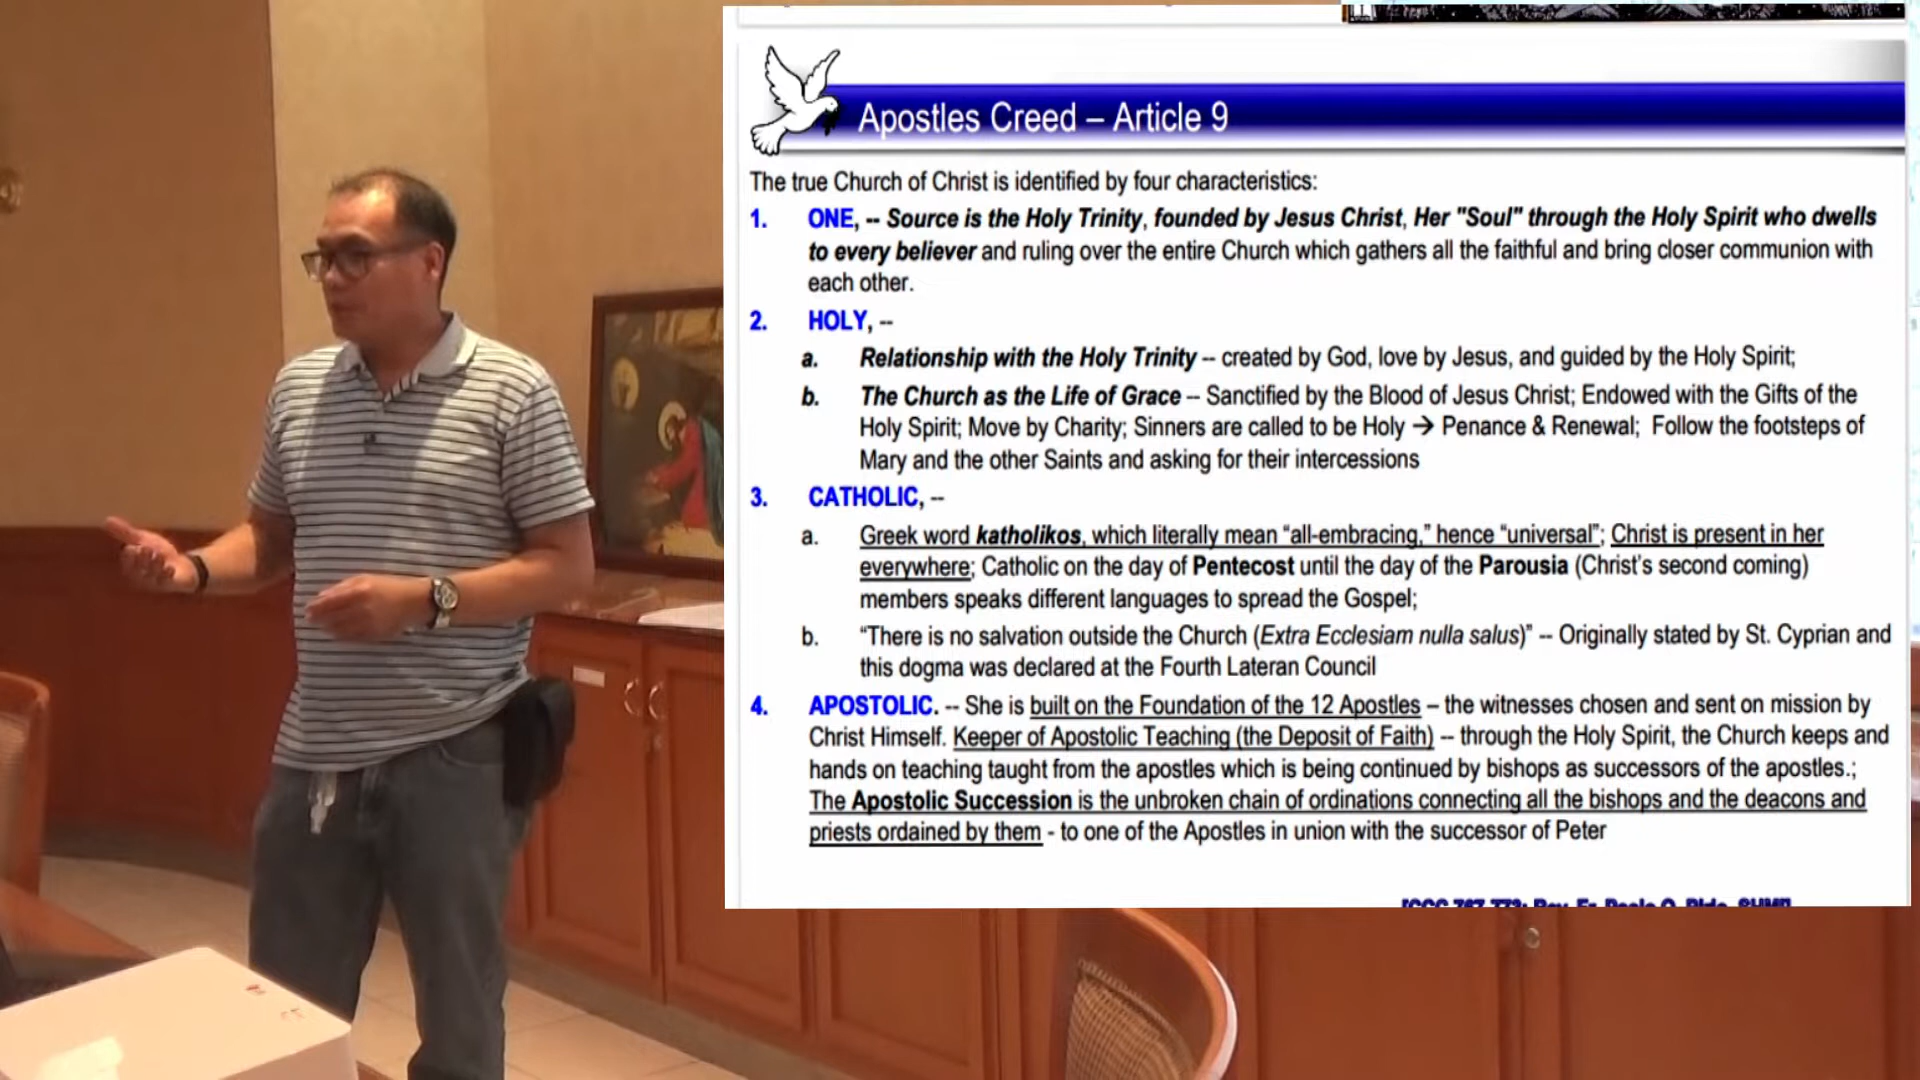 Apostles Creed – Article 9
The true Church of Christ is identified by four characteristics:
1. ONE, -- Source is the Holy Trinity, founded by Jesus Christ, Her "Soul" through the Holy Spirit who dwells
to every believer and ruling over the entire Church which gathers all the faithful and bring closer communion with
each other.
2. HOLY, --
a. Relationship with the Holy Trinity -- created by God, love by Jesus, and guided by the Holy Spirit;
b. The Church as the Life of Grace -- Sanctified by the Blood of Jesus Christ; Endowed with the Gifts of the
Holy Spirit; Move by Charity; Sinners are called to be Holy → Penance & Renewal; Follow the footsteps of
Mary and the other Saints and asking for their intercessions
3. CATHOLIC, --
a. Greek word katholikos, which literally mean “all-embracing,” hence “universal”; Christ is present in her
everywhere; Catholic on the day of Pentecost until the day of the Parousia (Christ’s second coming)
members speaks different languages to spread the Gospel;
b. “There is no salvation outside the Church (Extra Ecclesiam nulla salus)” -- Originally stated by St. Cyprian and
this dogma was declared at the Fourth Lateran Council
4. APOSTOLIC. -- She is built on the Foundation of the 12 Apostles – the witnesses chosen and sent on mission by
Christ Himself. Keeper of Apostolic Teaching (the Deposit of Faith) -- through the Holy Spirit, the Church keeps and
hands on teaching taught from the apostles which is being continued by bishops as successors of the apostles.;
The Apostolic Succession is the unbroken chain of ordinations connecting all the bishops and the deacons and
priests ordained by them - to one of the Apostles in union with the successor of Peter